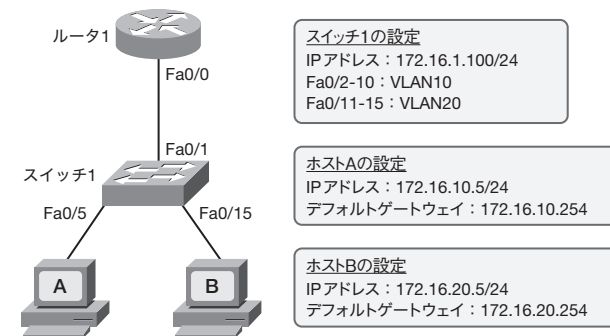 ルータ1
Fa0/0
Fa0/1
スイッチ1
Fa0/5
Fa0/15
A
B
スイッチ1の設定
IPアドレス：172.16.1.100/24
Fa0/2-10：VLAN10
Fa0/11-15：VLAN20
ホストAの設定
IPアドレス：172.16.10.5/24
デフォルトゲートウェイ：172.16.10.254
ホストBの設定
IPアドレス：172.16.20.5/24
デフォルトゲートウェイ：172.16.20.254